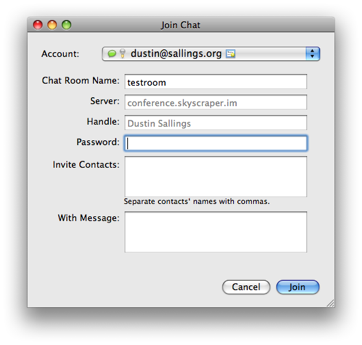 Join Chat
Account: dustin@sallings.org
Chat Room Name: testroom
Server: conference.skyscraper.im
Handle: Dustin Sallings
Password:
Invite Contacts:
Separate contacts' names with commas.
With Message:
Cancel Join